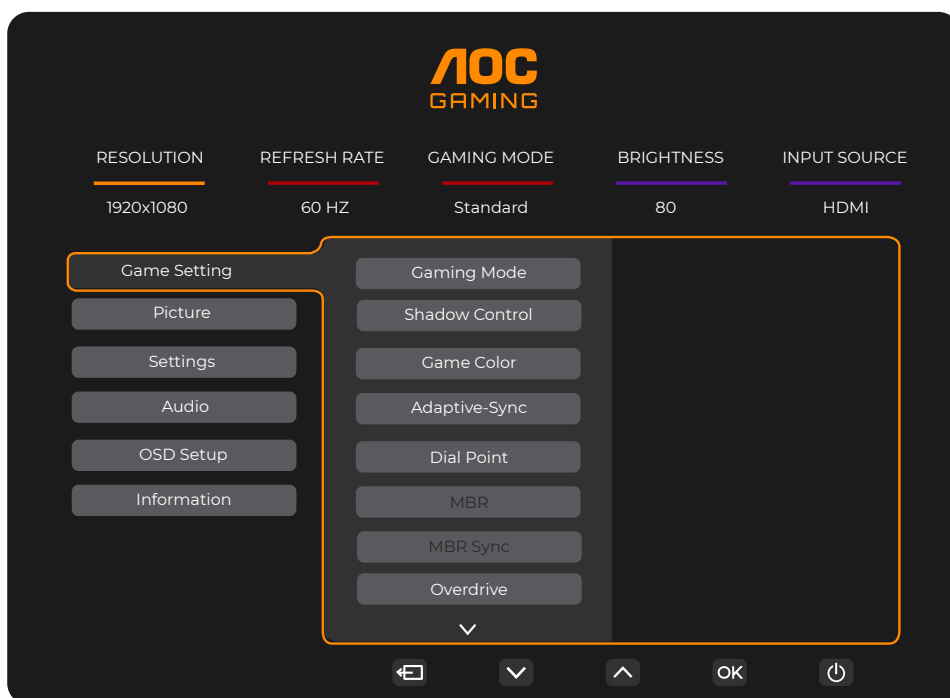 AOC
GAMING
RESOLUTION REFRESH RATE GAMING MODE BRIGHTNESS INPUT SOURCE
1920x1080 60 HZ Standard 80 HDMI
Game Setting
Picture
Settings
Audio
OSD Setup
Information
Gaming Mode
Shadow Control
Game Color
Adaptive-Sync
Dial Point
MBR
MBR Sync
Overdrive
OK